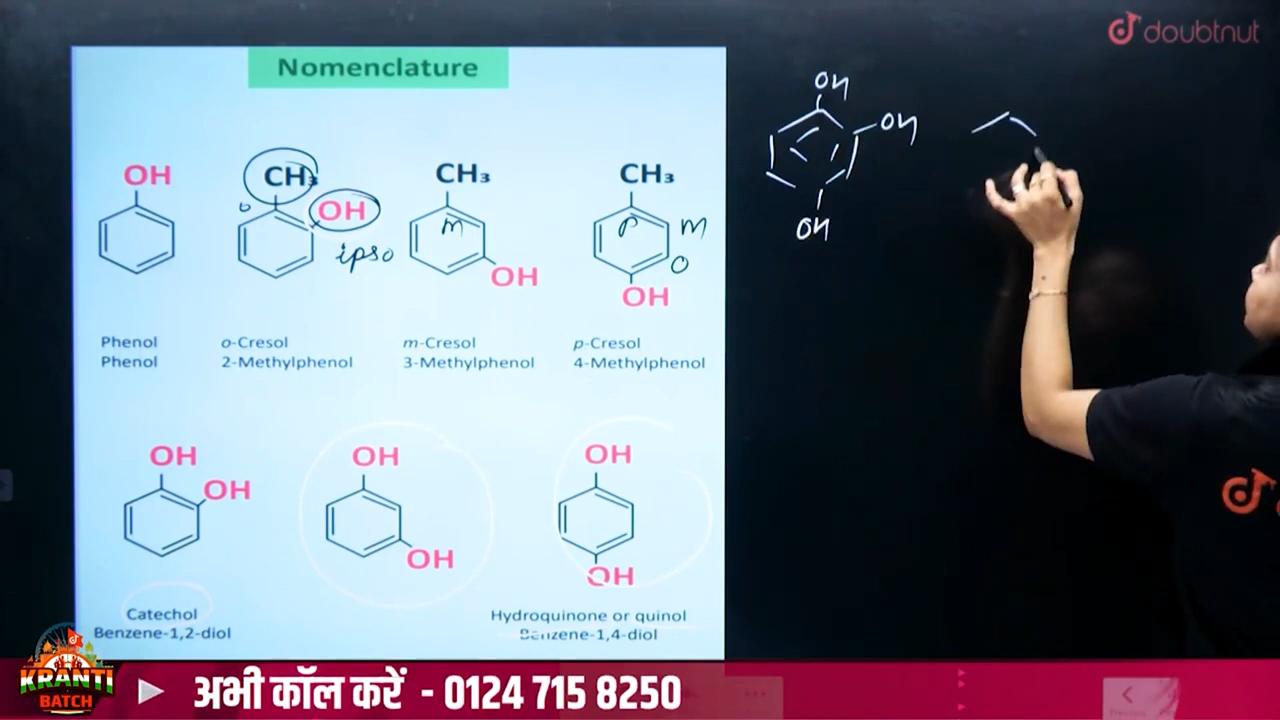 doubtnut
Nomenclature
OH
CH₃
OH
CH₃
OH
CH₃
OH
o
ipso
m
P
m
O
Phenol
Phenol
o-Cresol
2-Methylphenol
m-Cresol
3-Methylphenol
p-Cresol
4-Methylphenol
OH
OH
OH
OH
OH
OH
Catechol
Benzene-1,2-diol
Hydroquinone or quinol
Benzene-1,4-diol
OH
OH
OH
KRANTI
BATCH
अभी कॉल करें - 0124 715 8250